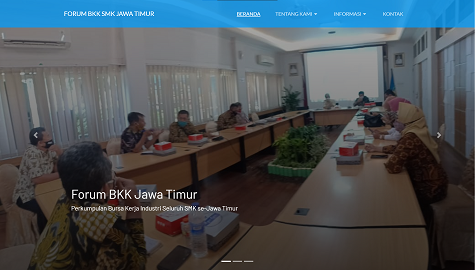 FORUM BKK SMK JAWA TIMUR
BERANDA TENTANG KAMI INFORMASI KONTAK
Forum BKK Jawa Timur
Perkumpulan Bursa Kerja Industri Seluruh SMK se-Jawa Timur